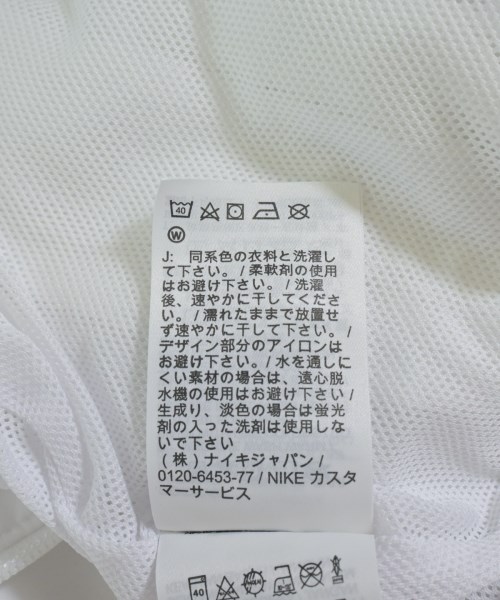 40
W
J: 同系色の衣料と洗濯し
て下さい。/ 柔軟剤の使用
はお避け下さい。/ 洗濯
後、速やかに干してくださ
い。/ 濡れたままで放置せ
ず速やかに干して下さい。/
デザイン部分のアイロンは
お避け下さい。/ 水を通しに
くい素材の場合は、遠心脱
水機の使用はお避け下さい /
生成り、淡色の場合は蛍光
剤の入った洗剤は使用しな
いで下さい
(株) ナイキジャパン /
0120-6453-77 / NIKE カスタ
マーサービス
40